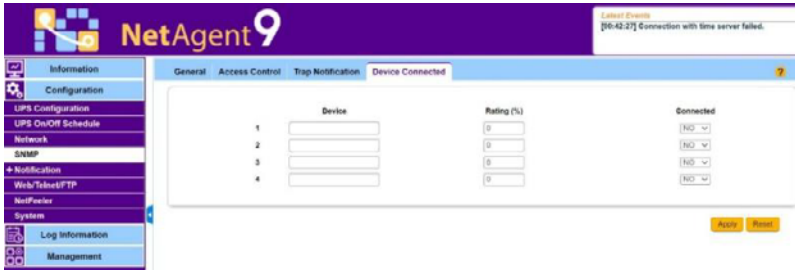 NetAgent 9
Latest Events
[00:42:27] Connection with time server failed.
Information
Configuration
UPS Configuration
UPS On/Off Schedule
Network
SNMP
+ Notification
Web/Telnet/FTP
NetFeeler
System
Log Information
Management
General Access Control Trap Notification Device Connected ?
Device Rating (%) Connected
1 0 NO
2 0 NO
3 0 NO
4 0 NO
Apply Reset